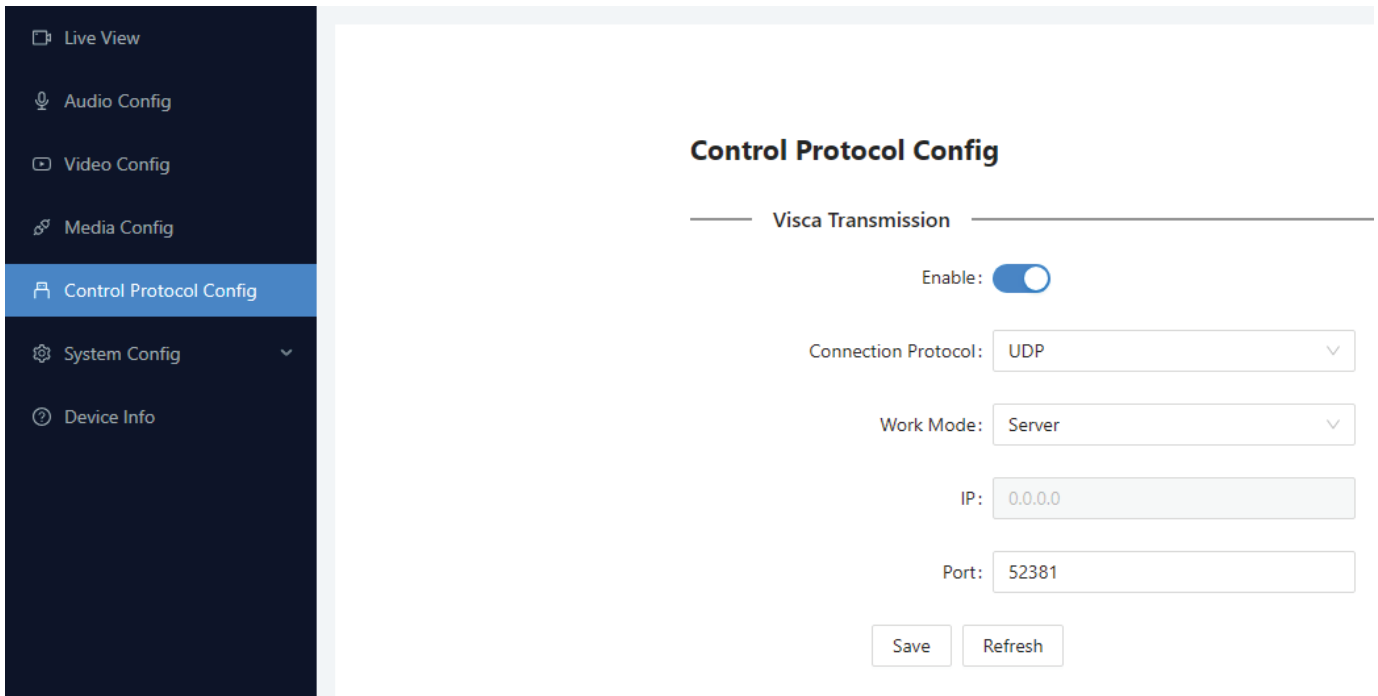 Live View
Audio Config
Video Config
Media Config
Control Protocol Config
System Config
Device Info
Control Protocol Config
Visca Transmission
Enable:
Connection Protocol: UDP
Work Mode: Server
IP: 0.0.0.0
Port: 52381
Save Refresh